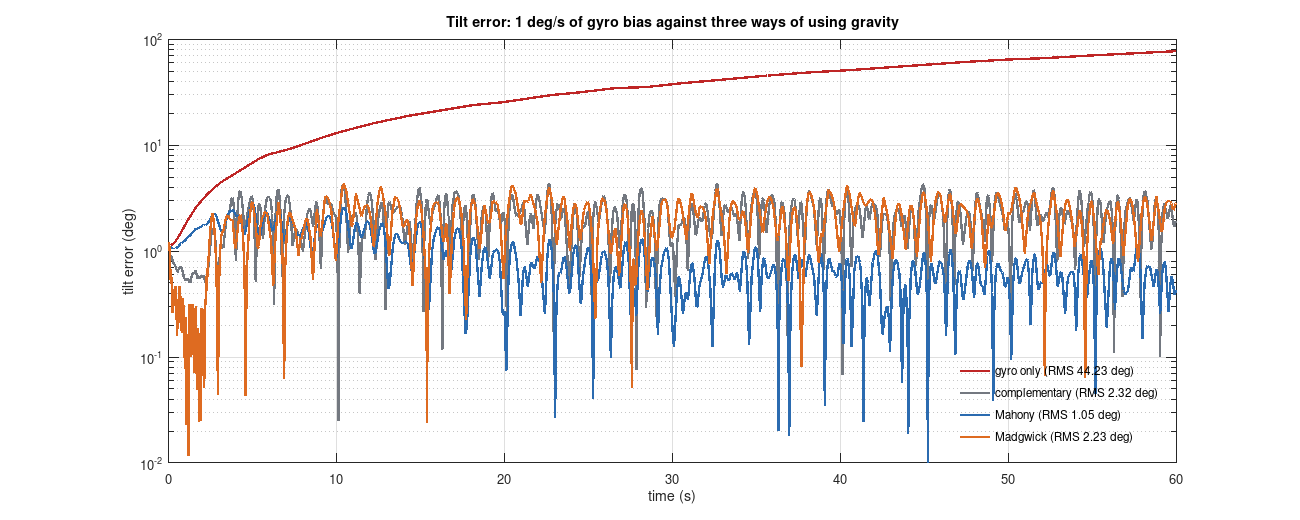 Tilt error: 1 deg/s of gyro bias against three ways of using gravity
10^2
10^1
10^0
10^-1
10^-2
tilt error (deg)
gyro only (RMS 44.23 deg)
complementary (RMS 2.32 deg)
Mahony (RMS 1.05 deg)
Madgwick (RMS 2.23 deg)
0 10 20 30 40 50 60
time (s)